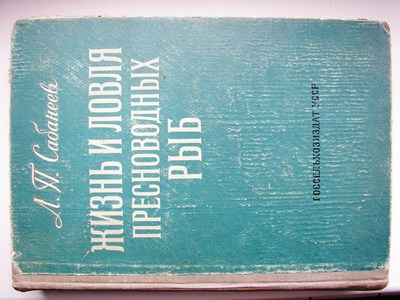 Л. П. Сабанеев
ЖИЗНЬ И ЛОВЛЯ
ПРЕСНОВОДНЫХ
РЫБ
ГОССЕЛЬХОЗИЗДАТ УССР